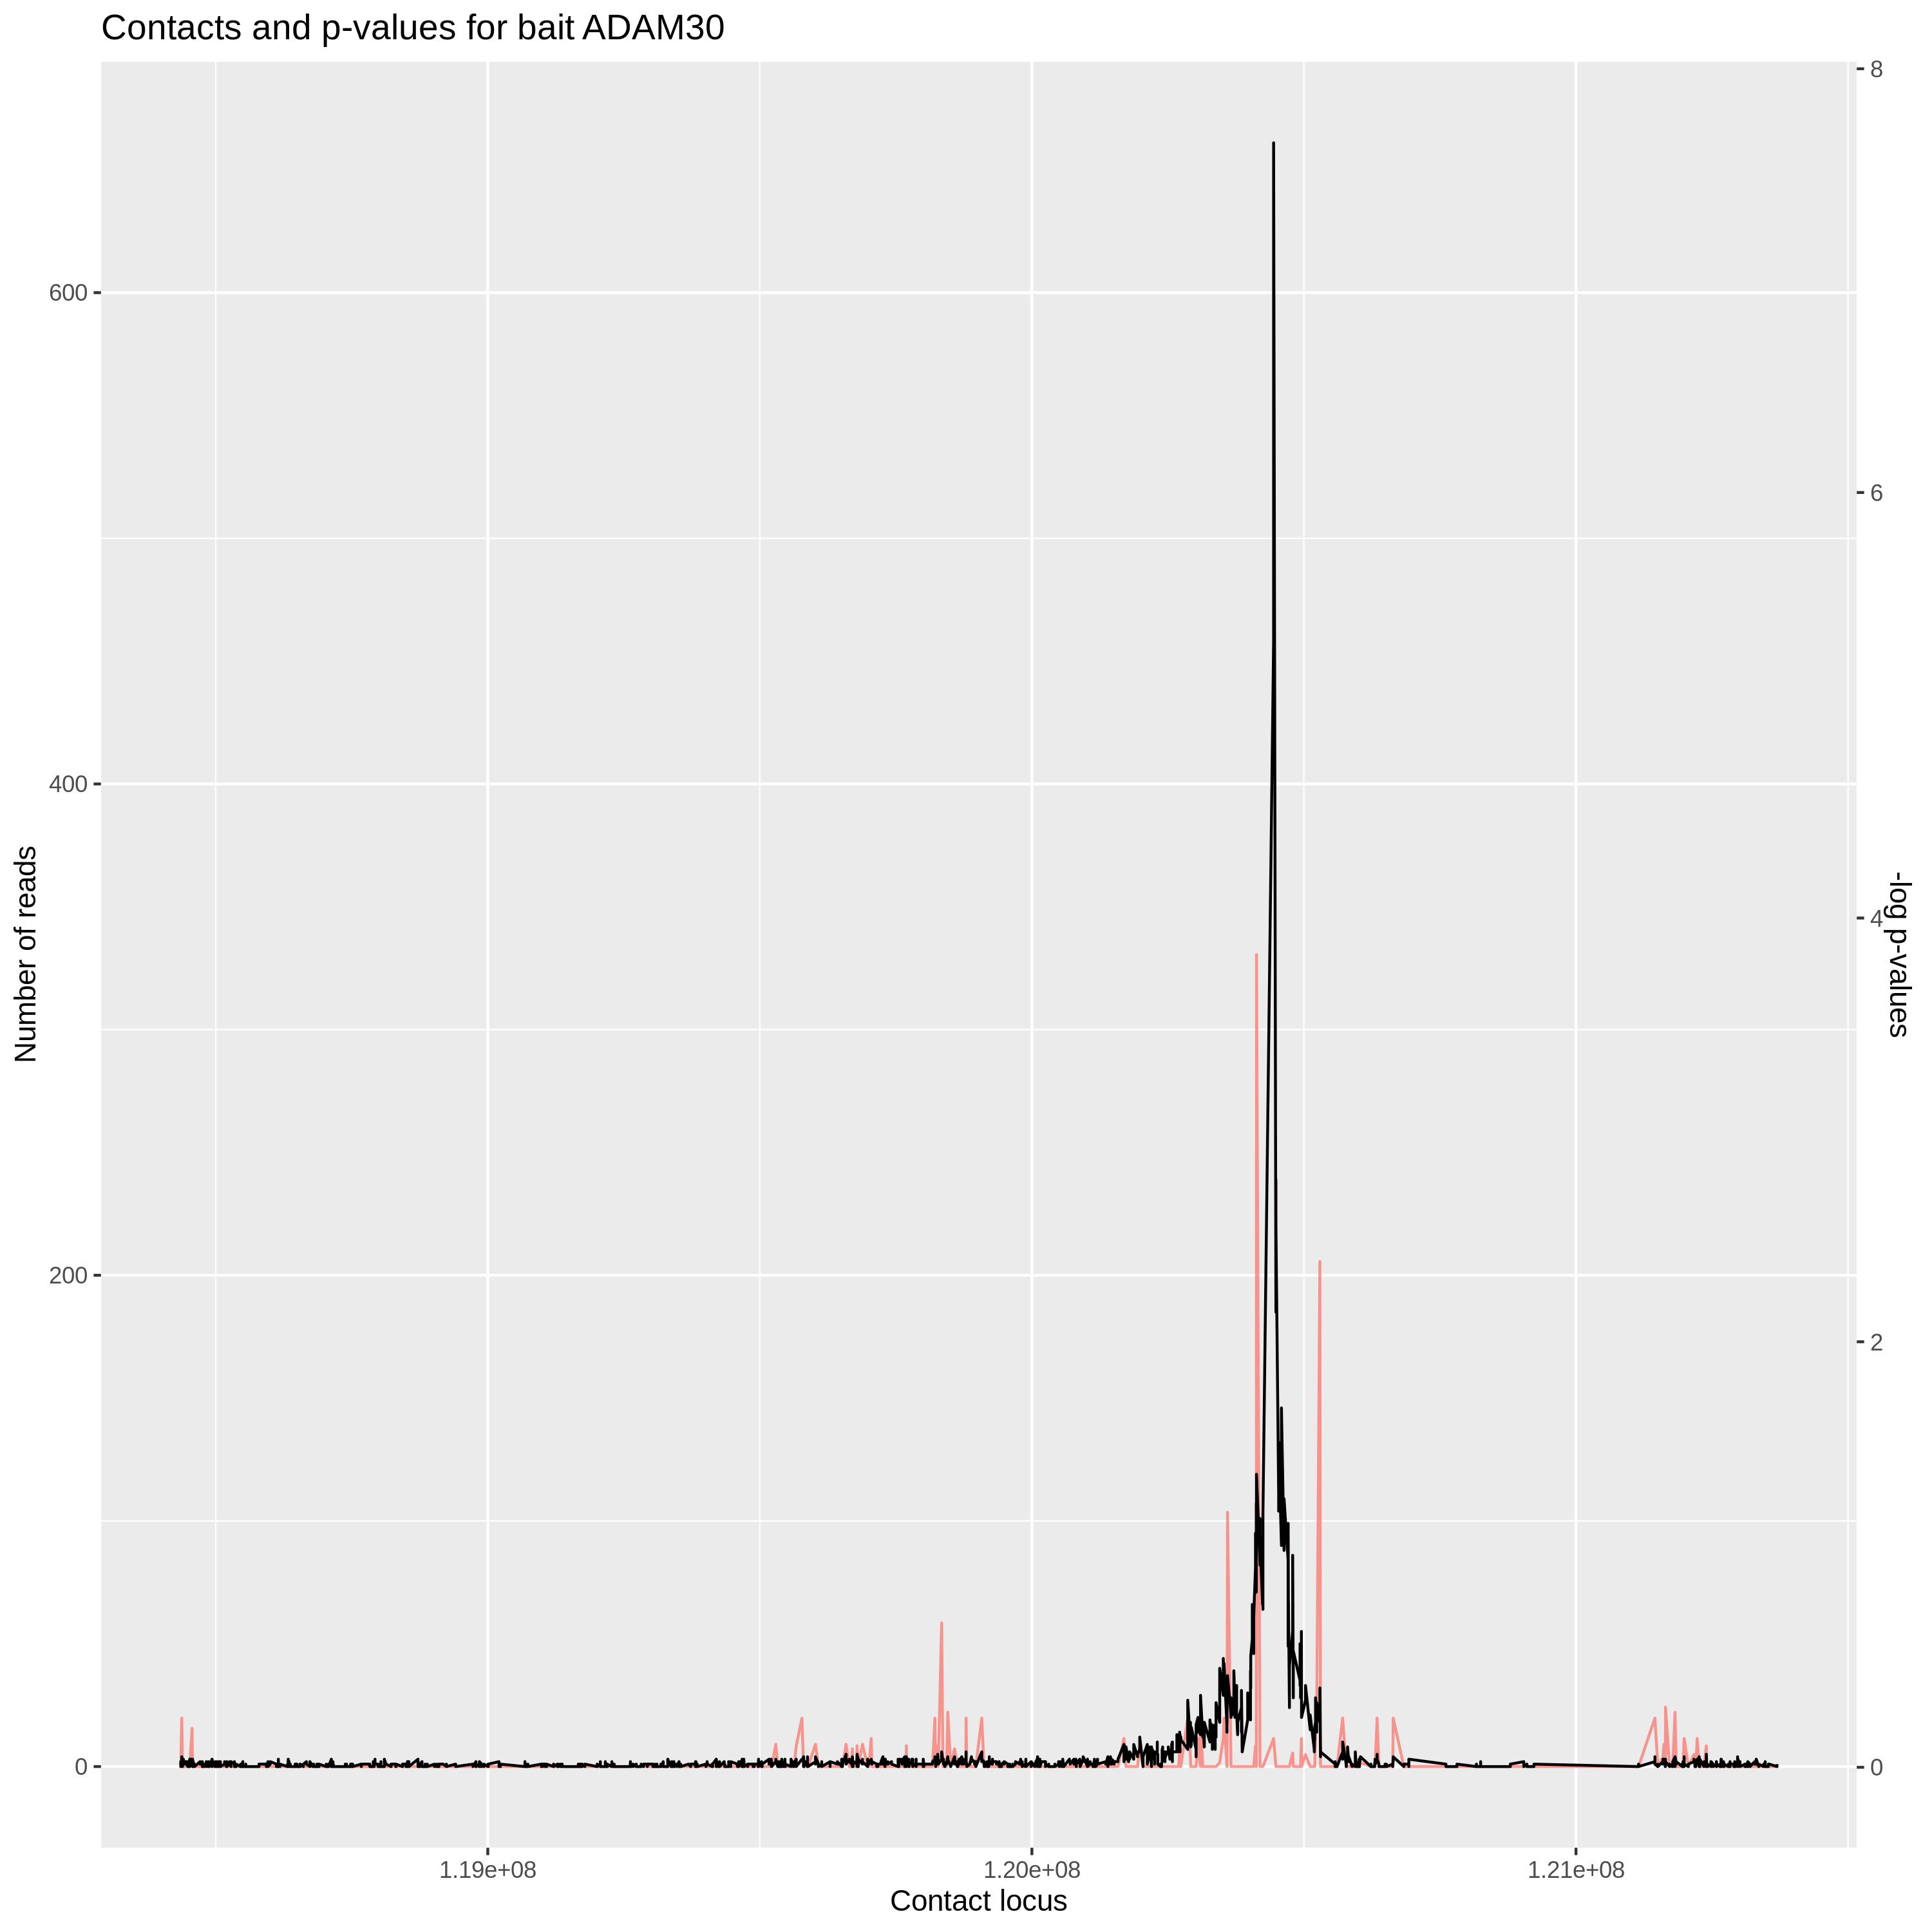 Contacts and p-values for bait ADAM30
Number of reads
600
400
200
0
8
6
4
2
0
-log p-values
1.19e+08 1.20e+08 1.21e+08
Contact locus